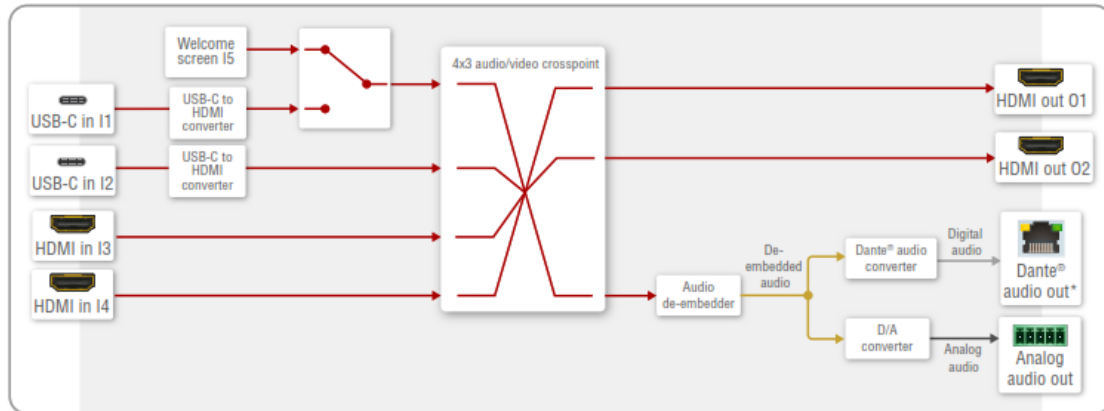 Welcome
screen I5
4x3 audio/video crosspoint
USB-C in I1
USB-C to
HDMI
converter
HDMI out O1
USB-C in I2
USB-C to
HDMI
converter
HDMI out O2
HDMI in I3
HDMI in I4
Audio
de-embedder
De-
embedded
audio
Dante® audio
converter
Digital
audio
Dante®
audio out*
D/A
converter
Analog
audio
Analog
audio out